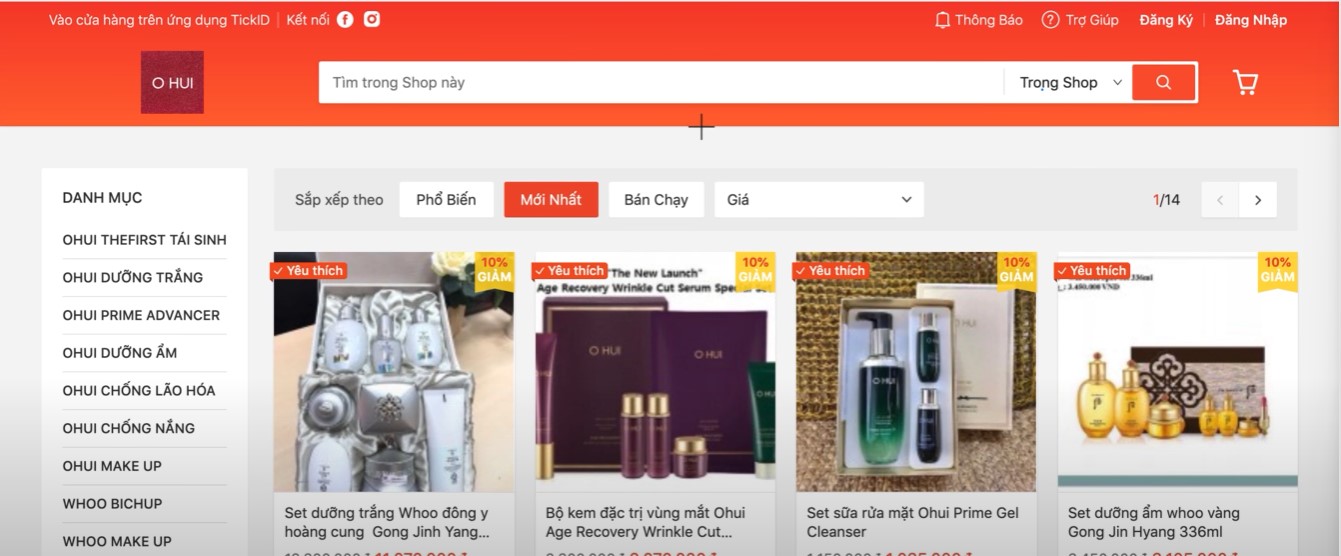 Vào cửa hàng trên ứng dụng TickID
Kết nối
Thông Báo
Trợ Giúp
Đăng Ký
Đăng Nhập
O HUI
Tìm trong Shop này
Trong Shop
DANH MỤC
OHUI THEFIRST TÁI SINH
OHUI DƯỠNG TRẮNG
OHUI PRIME ADVANCER
OHUI DƯỠNG ẨM
OHUI CHỐNG LÃO HÓA
OHUI CHỐNG NẮNG
OHUI MAKE UP
WHOO BICHUP
WHOO MAKE UP
Sắp xếp theo
Phổ Biến
Mới Nhất
Bán Chạy
Giá
1/14
Yêu thích
10%
GIẢM
Set dưỡng trắng Whoo đông y
hoàng cung Gong Jinh Yang...
Yêu thích
10%
GIẢM
"The New Launch"
Age Recovery Wrinkle Cut Serum
O HUI
O HUI
Bộ kem đặc trị vùng mắt Ohui
Age Recovery Wrinkle Cut...
Yêu thích
10%
GIẢM
O HUI
O HUI
Set sữa rửa mặt Ohui Prime Gel
Cleanser
Yêu thích
10%
GIẢM
336ml
: 3.450.000 VND
Set dưỡng ẩm whoo vàng
Gong Jin Hyang 336ml